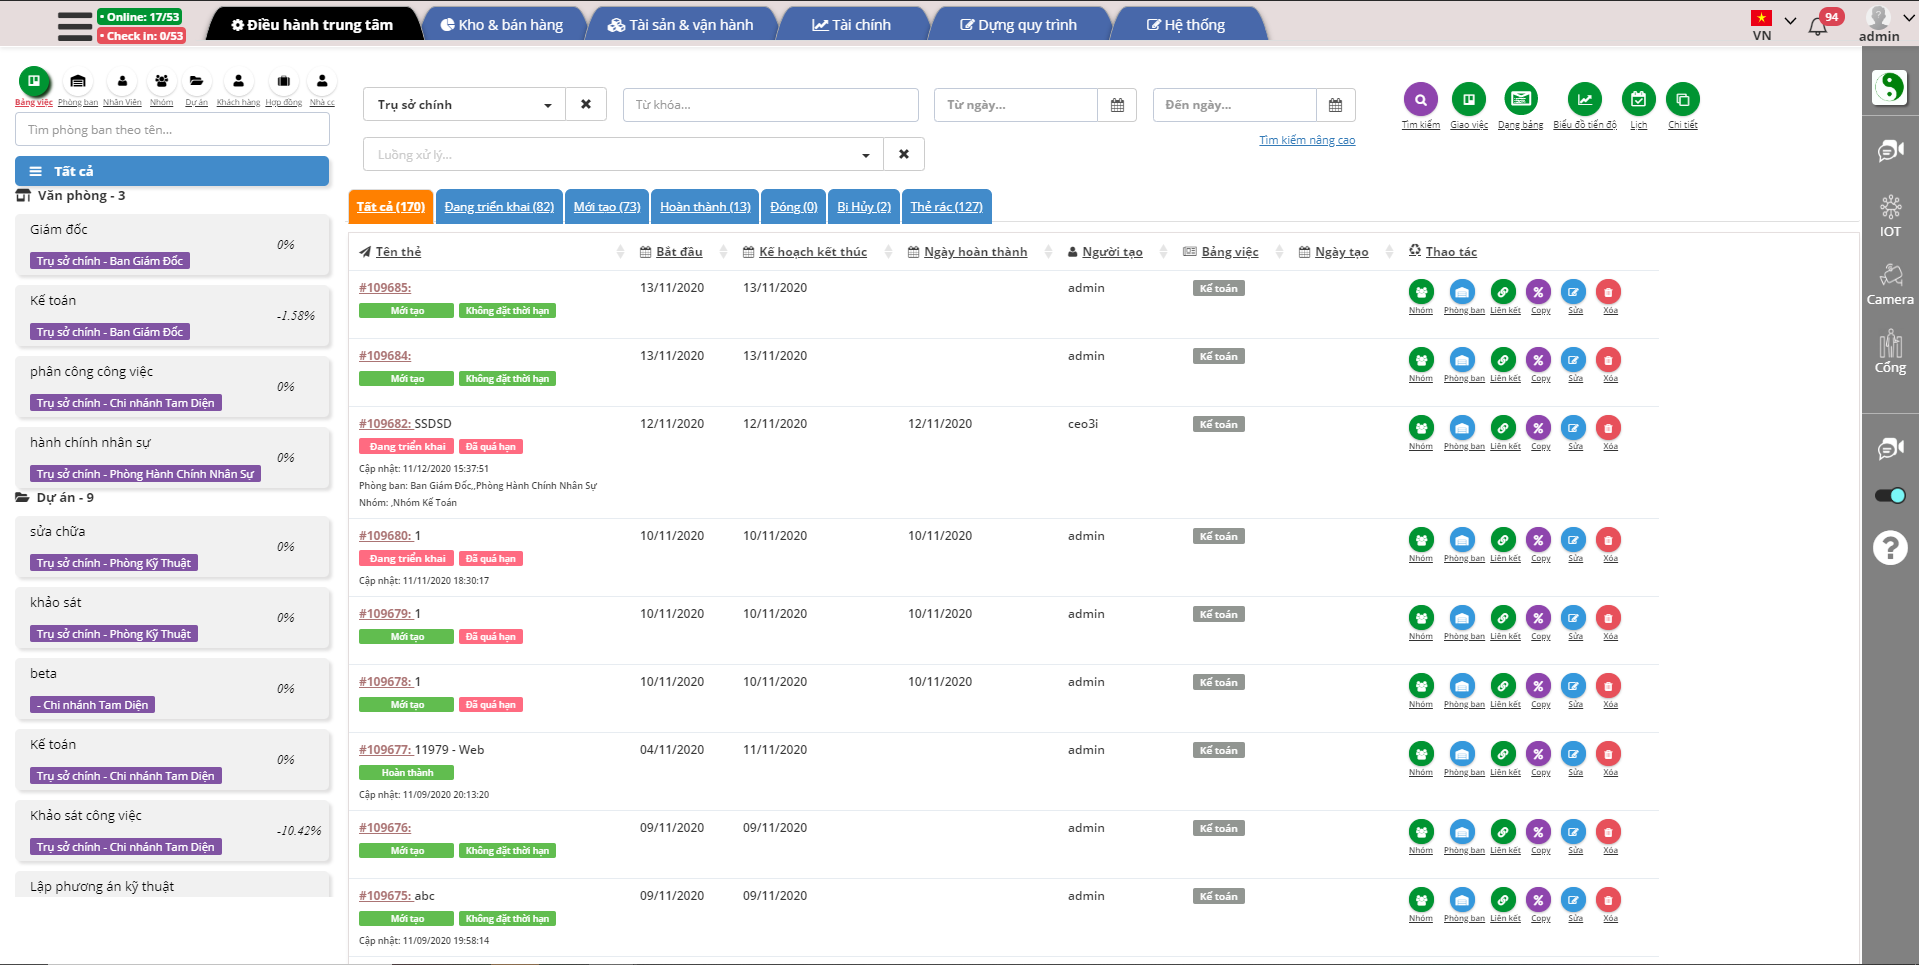 Online: 17/53
Check In: 0/53
Điều hành trung tâm
Kho & bán hàng
Tài sản & vận hành
Tài chính
Dựng quy trình
Hệ thống
VN
94
admin
Bảng việc
Phòng ban
Nhân Viên
Nhóm
Dự án
Khách hàng
Hợp đồng
Nhà cc
Tìm phòng ban theo tên...
Tất cả
Văn phòng - 3
Giám đốc
0%
Trụ sở chính - Ban Giám Đốc
Kế toán
-1.58%
Trụ sở chính - Ban Giám Đốc
phân công công việc
0%
Trụ sở chính - Chi nhánh Tam Diện
hành chính nhân sự
0%
Trụ sở chính - Phòng Hành Chính Nhân Sự
Dự án - 9
sửa chữa
0%
Trụ sở chính - Phòng Kỹ Thuật
khảo sát
0%
Trụ sở chính - Phòng Kỹ Thuật
beta
0%
- Chi nhánh Tam Diện
Kế toán
0%
Trụ sở chính - Chi nhánh Tam Diện
Khảo sát công việc
-10.42%
Trụ sở chính - Chi nhánh Tam Diện
Lập phương án kỹ thuật
Trụ sở chính
Từ khóa...
Từ ngày...
Đến ngày...
Tìm kiếm nâng cao
Luồng xử lý...
Tìm kiếm
Giao việc
Dạng bảng
Biểu đồ tiến độ
Lịch
Chi tiết
Tất cả (170)
Đang triển khai (82)
Mới tạo (73)
Hoàn thành (13)
Đóng (0)
Bị Hủy (2)
Thẻ rác (127)
Tên thẻ
Bắt đầu
Kế hoạch kết thúc
Ngày hoàn thành
Người tạo
Bảng việc
Ngày tạo
Thao tác
#109685: 13/11/2020 13/11/2020 admin Kế toán
Mới tạo Không đặt thời hạn
Nhóm Phòng ban Liên kết Copy Sửa Xóa
#109684: 13/11/2020 13/11/2020 admin Kế toán
Mới tạo Không đặt thời hạn
Nhóm Phòng ban Liên kết Copy Sửa Xóa
#109682: SSDSD 12/11/2020 12/11/2020 12/11/2020 ceo3i Kế toán
Đang triển khai Đã quá hạn
Nhóm Phòng ban Liên kết Copy Sửa Xóa
Cập nhật: 11/12/2020 15:37:51
Phòng ban: Ban Giám Đốc,,Phòng Hành Chính Nhân Sự
Nhóm: ,Nhóm Kế Toán
#109680: 1 10/11/2020 10/11/2020 10/11/2020 admin Kế toán
Đang triển khai Đã quá hạn
Nhóm Phòng ban Liên kết Copy Sửa Xóa
Cập nhật: 11/11/2020 18:30:17
#109679: 1 10/11/2020 10/11/2020 10/11/2020 admin Kế toán
Mới tạo Đã quá hạn
Nhóm Phòng ban Liên kết Copy Sửa Xóa
#109678: 1 10/11/2020 10/11/2020 10/11/2020 admin Kế toán
Mới tạo Đã quá hạn
Nhóm Phòng ban Liên kết Copy Sửa Xóa
#109677: 11979 - Web 04/11/2020 11/11/2020 admin Kế toán
Hoàn thành
Nhóm Phòng ban Liên kết Copy Sửa Xóa
Cập nhật: 11/09/2020 20:13:20
#109676: 09/11/2020 09/11/2020 admin Kế toán
Mới tạo Không đặt thời hạn
Nhóm Phòng ban Liên kết Copy Sửa Xóa
#109675: abc 09/11/2020 09/11/2020 admin Kế toán
Mới tạo Không đặt thời hạn
Nhóm Phòng ban Liên kết Copy Sửa Xóa
Cập nhật: 11/09/2020 19:58:14
IOT
Camera
Cổng